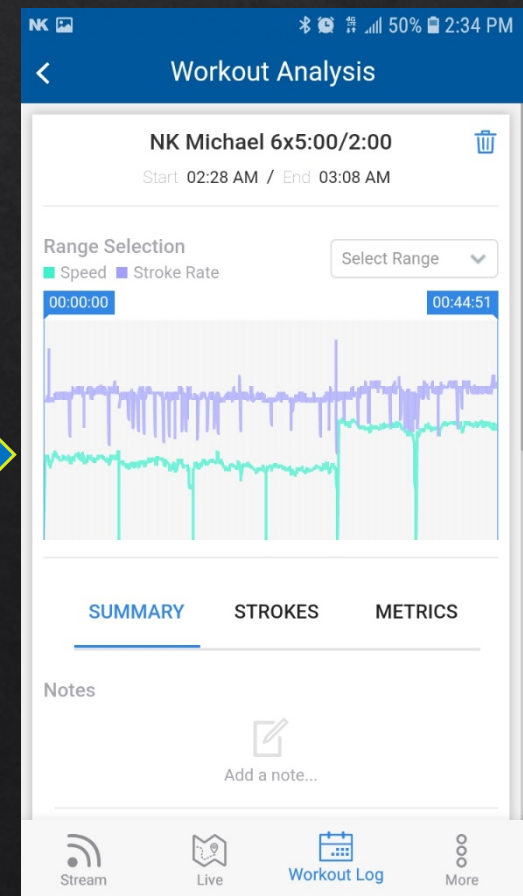 NK 50% 2:34 PM
Workout Analysis
NK Michael 6x5:00/2:00
Start 02:28 AM / End 03:08 AM
Range Selection
Speed Stroke Rate
Select Range
00:00:00 00:44:51
SUMMARY STROKES METRICS
Notes
Add a note...
Stream Live Workout Log More